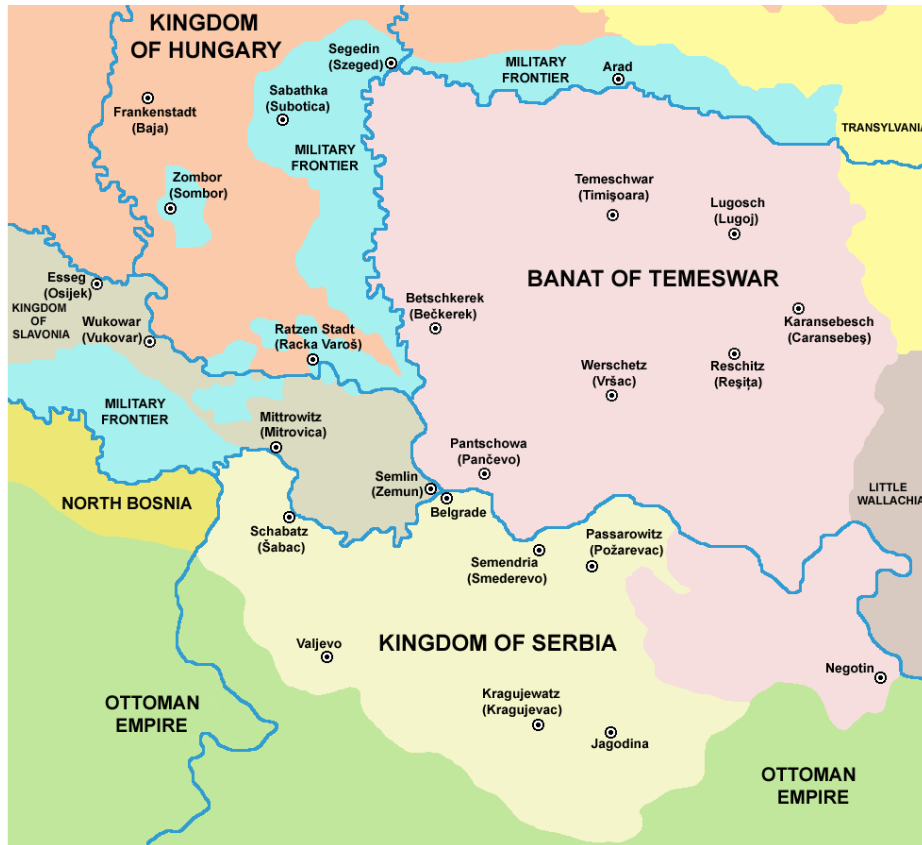 KINGDOM
OF HUNGARY
Segedin
(Szeged)
MILITARY
FRONTIER
Arad
Sabathka
(Subotica)
Frankenstadt
(Baja)
TRANSYLVANIA
MILITARY
FRONTIER
Zombor
(Sombor)
Temeschwar
(Timişoara)
Lugosch
(Lugoj)
Esseg
(Osijek)
BANAT OF TEMESWAR
KINGDOM
OF
SLAVONIA
Wukowar
(Vukovar)
Betschkerek
(Bečkerek)
Karansebesch
(Caransebeş)
Ratzen Stadt
(Racka Varoš)
Werschetz
(Vršac)
Reschitz
(Reşiţa)
MILITARY
FRONTIER
Mittrowitz
(Mitrovica)
Pantschowa
(Pančevo)
Semlin
(Zemun)
LITTLE
WALLACHIA
NORTH BOSNIA
Belgrade
Schabatz
(Šabac)
Passarowitz
(Požarevac)
Semendria
(Smederevo)
Valjevo
KINGDOM OF SERBIA
Negotin
OTTOMAN
EMPIRE
Kragujewatz
(Kragujevac)
Jagodina
OTTOMAN
EMPIRE